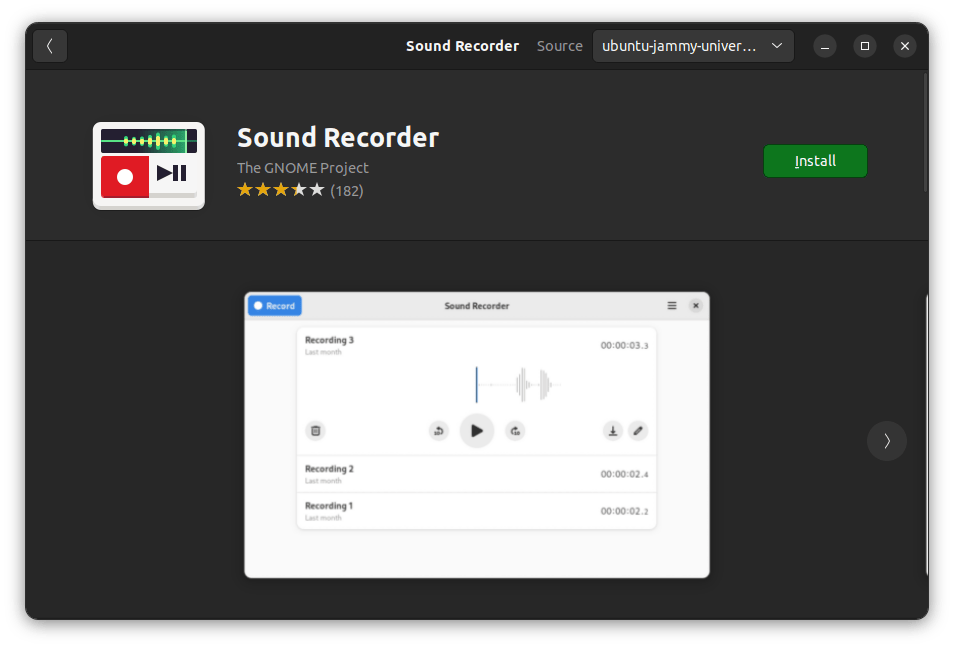 Sound Recorder Source ubuntu-jammy-univer...
Sound Recorder
The GNOME Project
(182)
Install
Record Sound Recorder
Recording 3 00:00:03.3
Last month
Recording 2 00:00:02.4
Last month
Recording 1 00:00:02.2
Last month